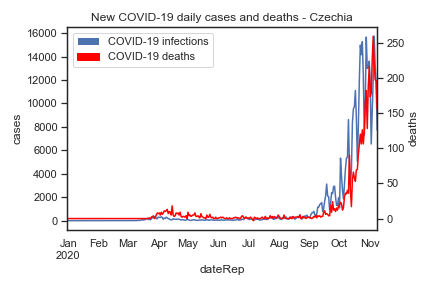 New COVID-19 daily cases and deaths - Czechia
COVID-19 infections
COVID-19 deaths
16000
14000
12000
10000
8000
6000
4000
2000
0
cases
250
200
150
100
50
0
deaths
Jan Feb Mar Apr May Jun Jul Aug Sep Oct Nov
2020
dateRep